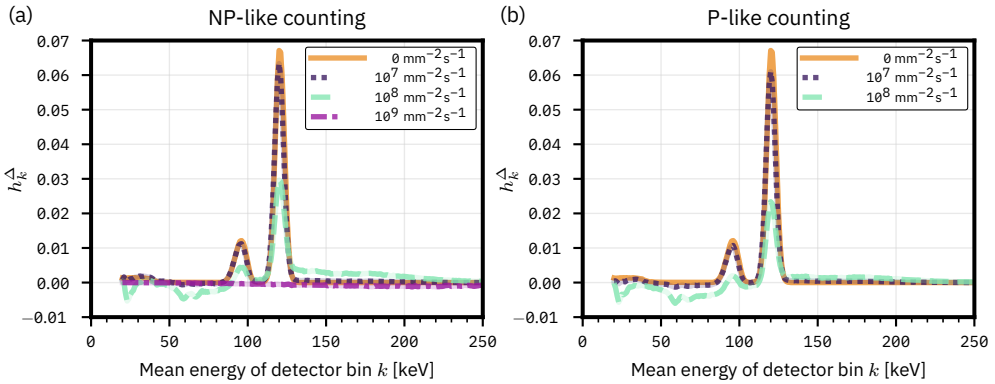 (a) NP-like counting
0.07
0.06
0.05
0.04
0.03
0.02
0.01
0.00
−0.01
h_k^Δ
0 mm⁻²s⁻¹
10⁷ mm⁻²s⁻¹
10⁸ mm⁻²s⁻¹
10⁹ mm⁻²s⁻¹
0 50 100 150 200 250
Mean energy of detector bin k [keV]
(b) P-like counting
0.07
0.06
0.05
0.04
0.03
0.02
0.01
0.00
−0.01
h_k^Δ
0 mm⁻²s⁻¹
10⁷ mm⁻²s⁻¹
10⁸ mm⁻²s⁻¹
0 50 100 150 200 250
Mean energy of detector bin k [keV]